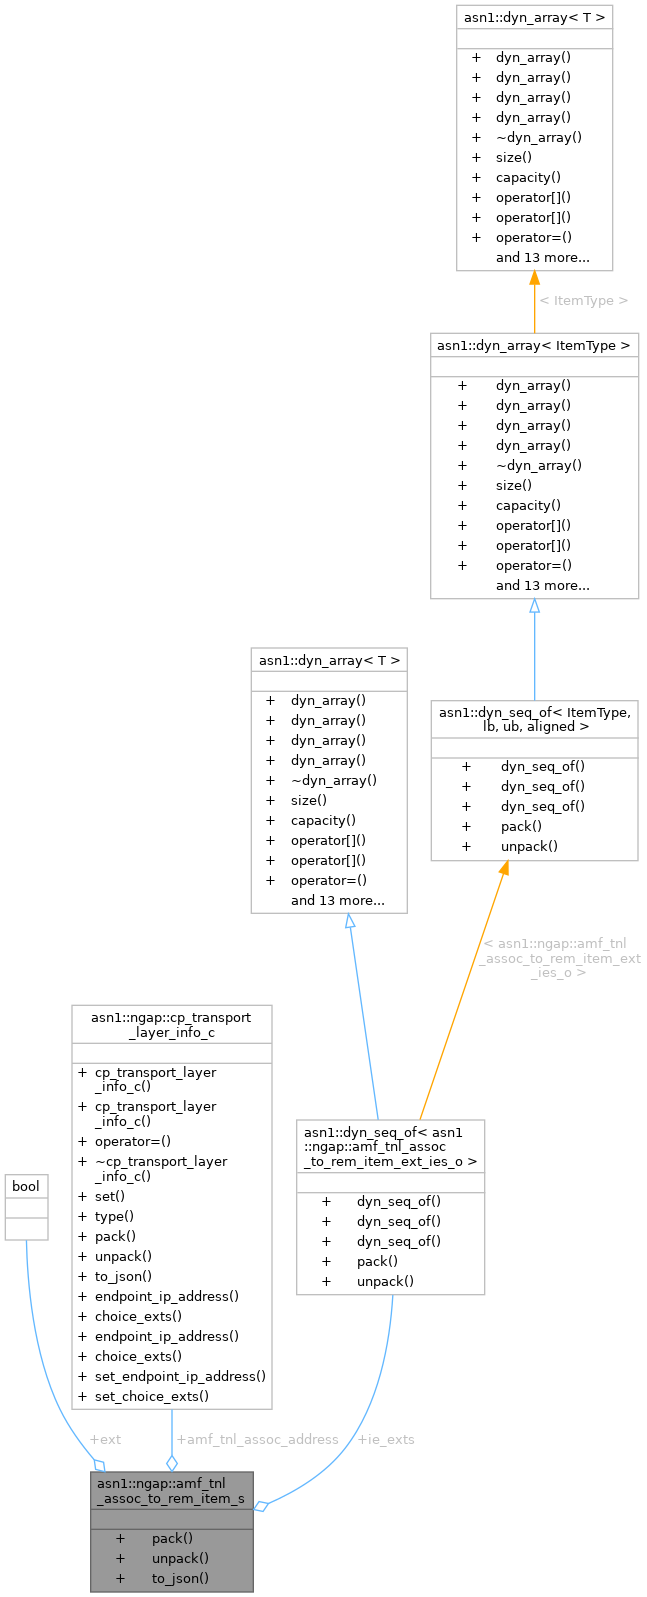 asn1::dyn_array< T >
+ dyn_array()
+ dyn_array()
+ dyn_array()
+ dyn_array()
+ ~dyn_array()
+ size()
+ capacity()
+ operator[]()
+ operator[]()
+ operator=()
and 13 more...
< ItemType >
asn1::dyn_array< ItemType >
+ dyn_array()
+ dyn_array()
+ dyn_array()
+ dyn_array()
+ ~dyn_array()
+ size()
+ capacity()
+ operator[]()
+ operator[]()
+ operator=()
and 13 more...
asn1::dyn_array< T >
+ dyn_array()
+ dyn_array()
+ dyn_array()
+ dyn_array()
+ ~dyn_array()
+ size()
+ capacity()
+ operator[]()
+ operator[]()
+ operator=()
and 13 more...
asn1::dyn_seq_of< ItemType,
lb, ub, aligned >
+ dyn_seq_of()
+ dyn_seq_of()
+ dyn_seq_of()
+ pack()
+ unpack()
< asn1::ngap::amf_tnl
_assoc_to_rem_item_ext
_ies_o >
asn1::ngap::cp_transport
_layer_info_c
+ cp_transport_layer
_info_c()
+ cp_transport_layer
_info_c()
+ operator=()
+ ~cp_transport_layer
_info_c()
+ set()
+ type()
+ pack()
+ unpack()
+ to_json()
+ endpoint_ip_address()
+ choice_exts()
+ endpoint_ip_address()
+ choice_exts()
+ set_endpoint_ip_address()
+ set_choice_exts()
asn1::dyn_seq_of< asn1
::ngap::amf_tnl_assoc
_to_rem_item_ext_ies_o >
+ dyn_seq_of()
+ dyn_seq_of()
+ dyn_seq_of()
+ pack()
+ unpack()
bool
+ext
+amf_tnl_assoc_address
+ie_exts
asn1::ngap::amf_tnl
_assoc_to_rem_item_s
+ pack()
+ unpack()
+ to_json()